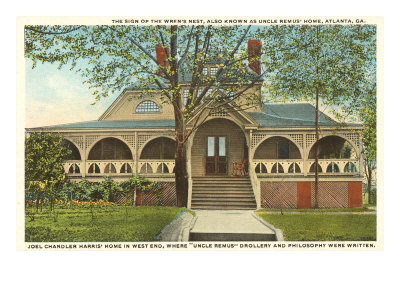 THE SIGN OF THE WREN'S NEST, ALSO KNOWN AS UNCLE REMUS' HOME, ATLANTA, GA.
JOEL CHANDLER HARRIS' HOME IN WEST END, WHERE "UNCLE REMUS" DROLLERY AND PHILOSOPHY WERE WRITTEN.